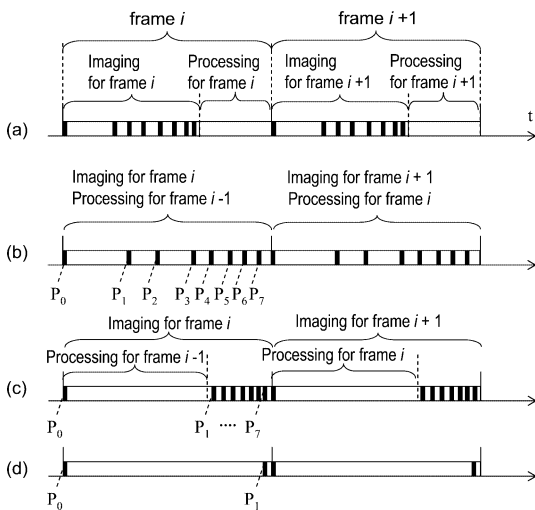 frame i
frame i +1
Imaging for frame i
Processing for frame i
Imaging for frame i+1
Processing for frame i+1
t
(a)
Imaging for frame i
Processing for frame i -1
Imaging for frame i + 1
Processing for frame i
(b)
P0 P1 P2 P3 P4 P5 P6 P7
Imaging for frame i
Imaging for frame i + 1
Processing for frame i-1
Processing for frame i
(c)
P0 P1 .... P7
(d)
P0 P1